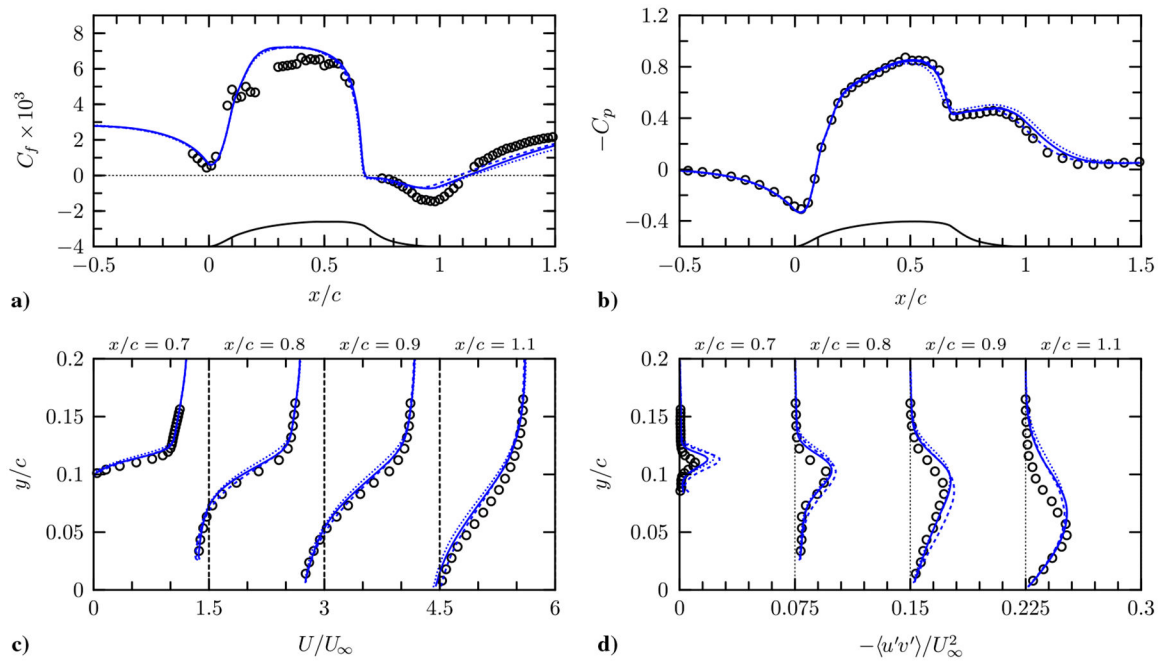 8
6
4
2
0
−2
−4
C_f × 10³
−0.5 0 0.5 1 1.5
x/c
a)
1.2
0.8
0.4
0
−0.4
−C_p
−0.5 0 0.5 1 1.5
x/c
b)
x/c = 0.7 x/c = 0.8 x/c = 0.9 x/c = 1.1
0.2
0.15
0.1
0.05
0
y/c
0 1.5 3 4.5 6
U/U_∞
c)
x/c = 0.7 x/c = 0.8 x/c = 0.9 x/c = 1.1
0.2
0.15
0.1
0.05
0
y/c
0 0.075 0.15 0.225 0.3
−⟨u′v′⟩/U²_∞
d)